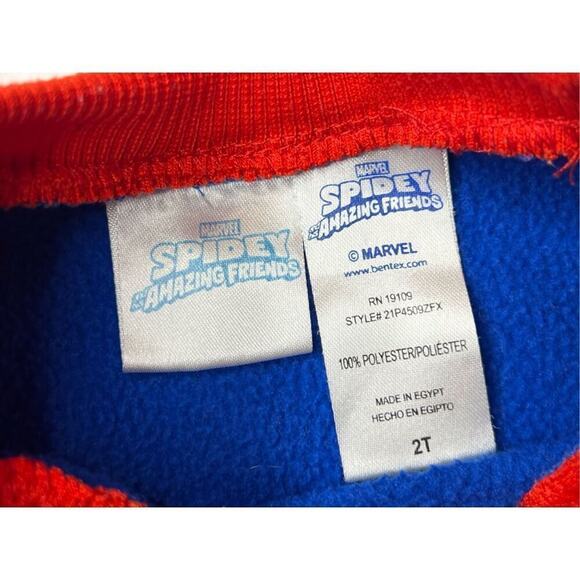 MARVEL
SPIDEY
AND HIS
AMAZING FRIENDS
MARVEL
SPIDEY
AND HIS
AMAZING FRIENDS
© MARVEL
www.bentex.com
RN 19109
STYLE# 21P4509ZFX
100% POLYESTER/POLIÉSTER
MADE IN EGYPT
HECHO EN EGIPTO
2T